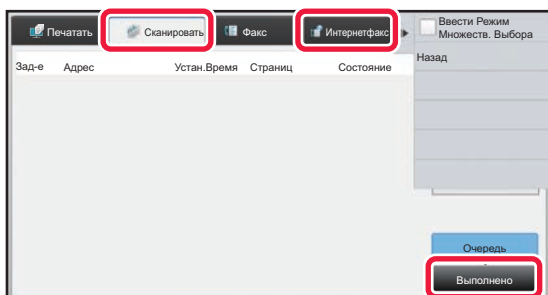 Печатать Сканировать Факс Интернетфакс
Ввести Режим
Множеств. Выбора
Назад
Зад-е Адрес Устан.Время Страниц Состояние
Очередь
Выполнено